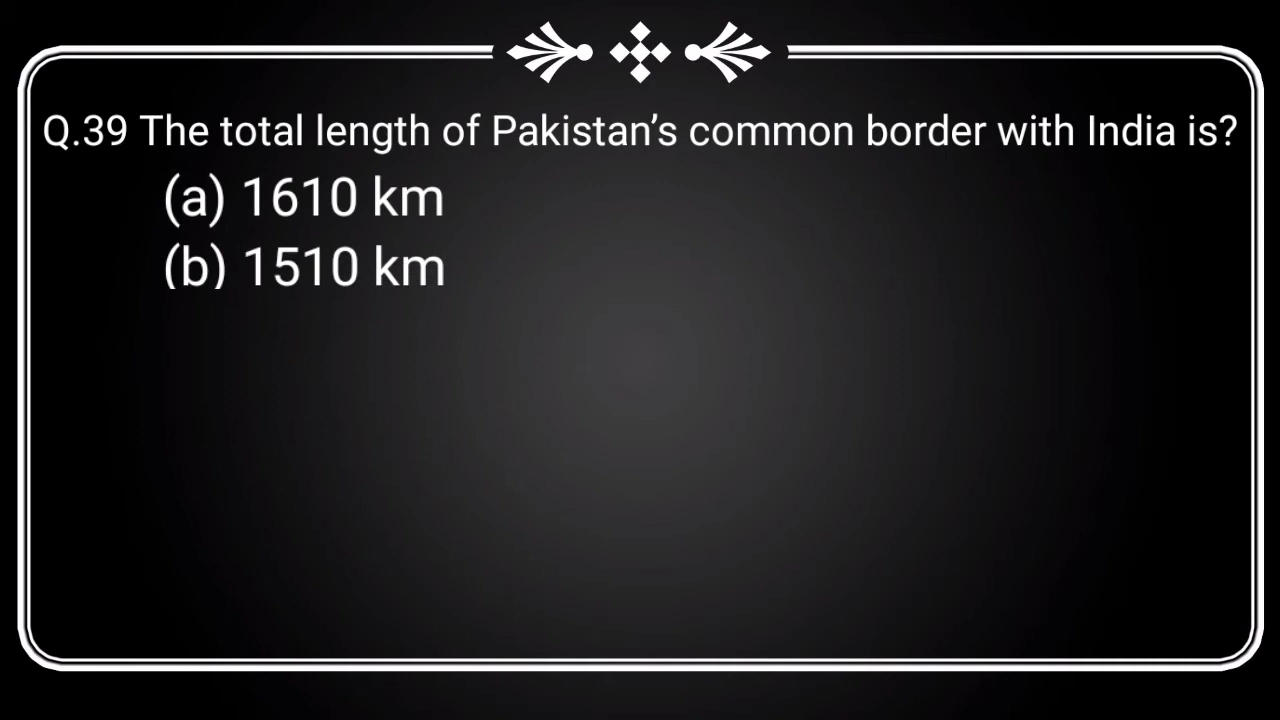 Q.39 The total length of Pakistan’s common border with India is?
(a) 1610 km
(b) 1510 km